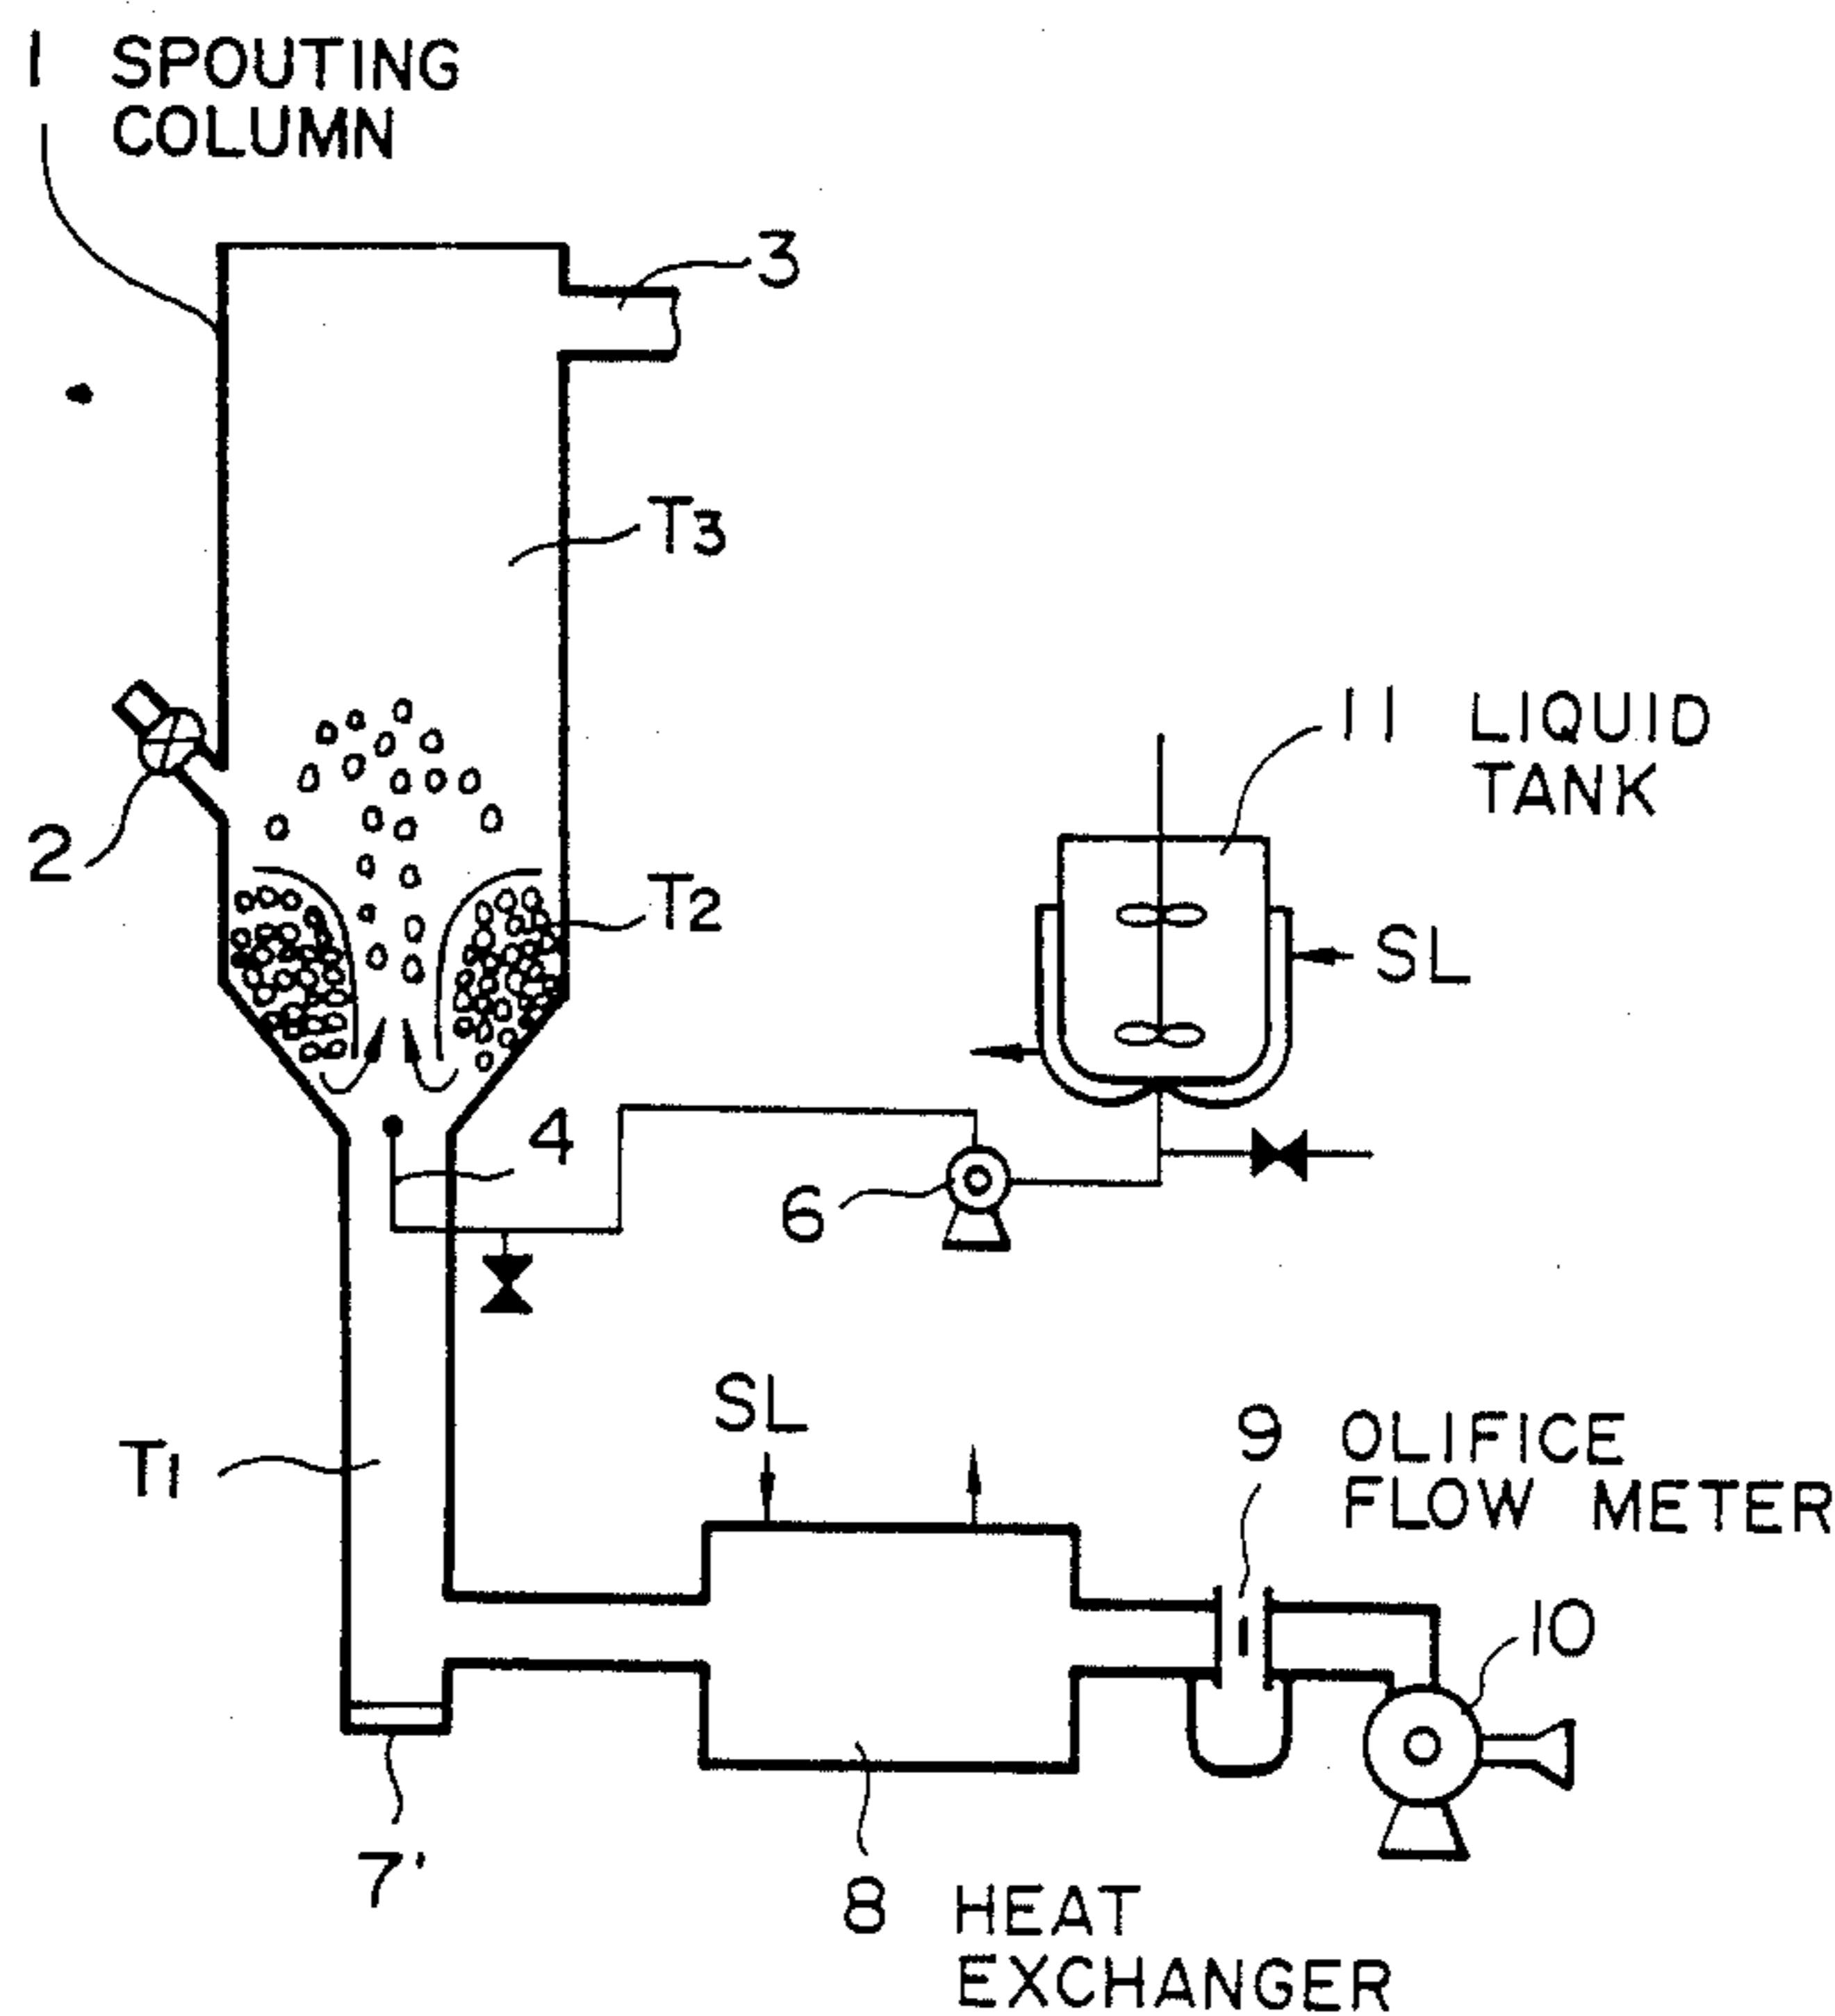 1 SPOUTING
COLUMN
3
T3
2
T2
11 LIQUID
TANK
SL
4
6
T1
SL
9 OLIFICE
FLOW METER
10
7'
8 HEAT
EXCHANGER